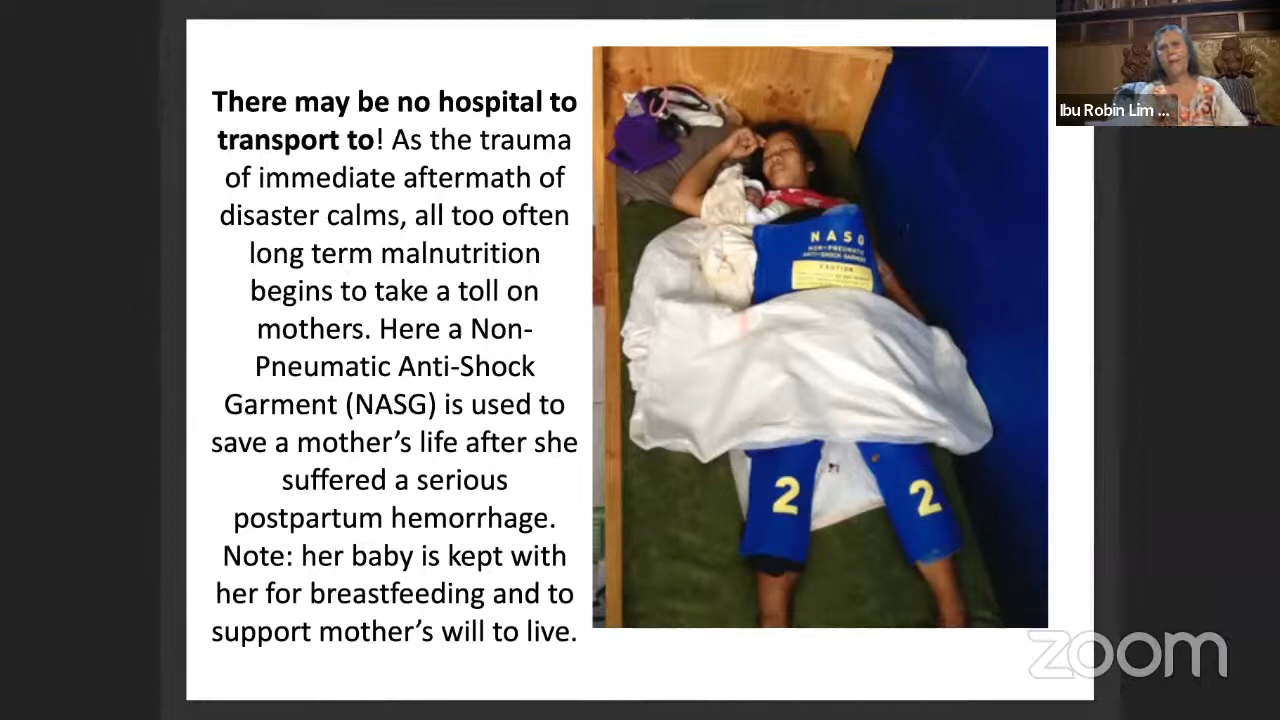 There may be no hospital to
transport to! As the trauma
of immediate aftermath of
disaster calms, all too often
long term malnutrition
begins to take a toll on
mothers. Here a Non-
Pneumatic Anti-Shock
Garment (NASG) is used to
save a mother’s life after she
suffered a serious
postpartum hemorrhage.
Note: her baby is kept with
her for breastfeeding and to
support mother’s will to live.
NASG
NON-PNEUMATIC
ANTI-SHOCK GARMENT
CAUTION
2 2
Ibu Robin Lim ...
zoom